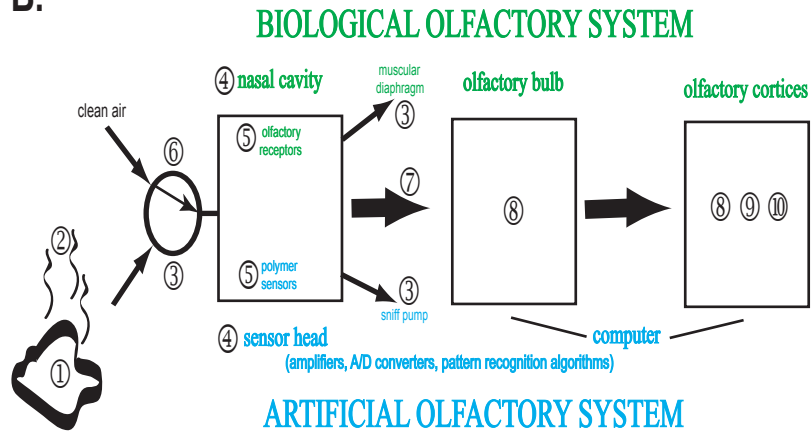 B.
BIOLOGICAL OLFACTORY SYSTEM
④ nasal cavity
muscular
diaphragm
③
olfactory bulb
olfactory cortices
clean air
⑥
⑤ olfactory
receptors
⑦
⑧
⑧ ⑨ ⑩
②
③
⑤ polymer
sensors
③
sniff pump
④ sensor head
computer
(amplifiers, A/D converters, pattern recognition algorithms)
①
ARTIFICIAL OLFACTORY SYSTEM